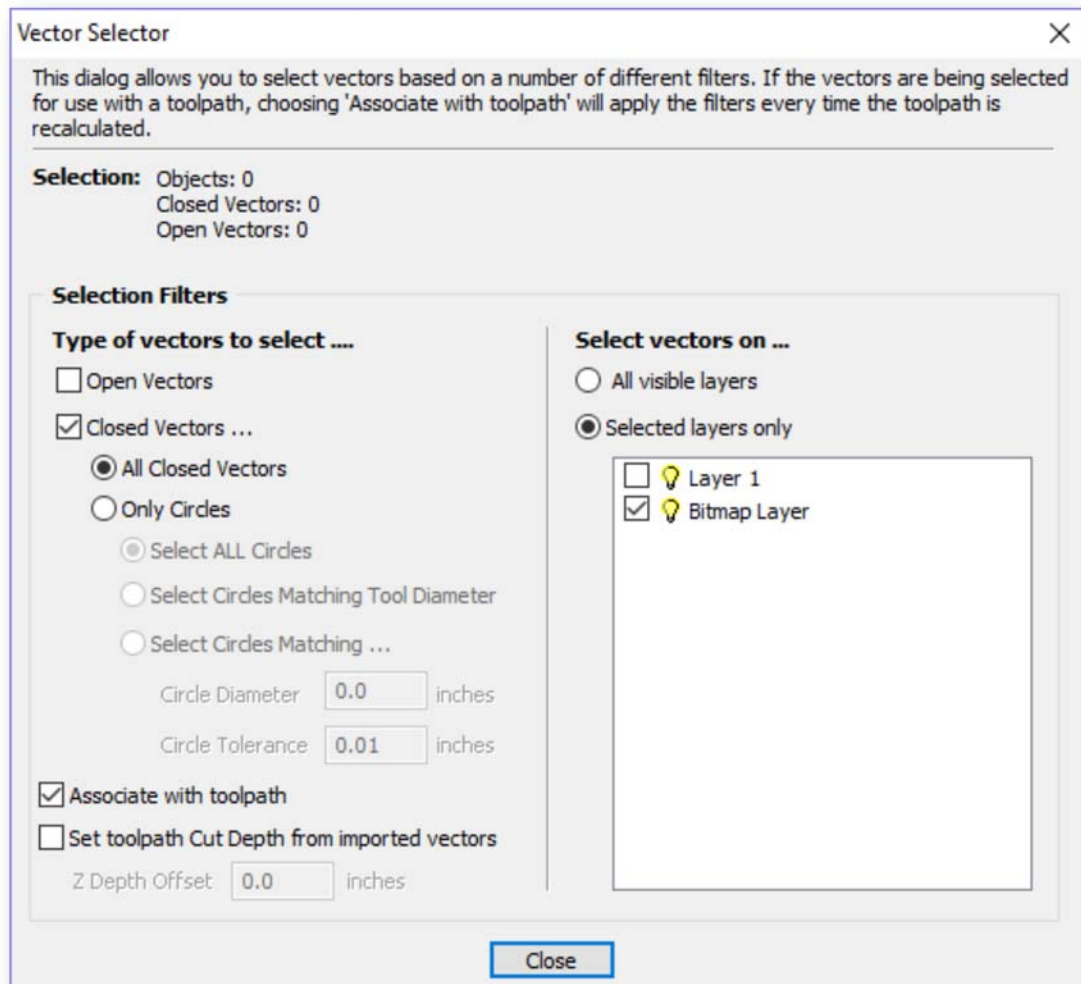 Vector Selector
This dialog allows you to select vectors based on a number of different filters. If the vectors are being selected
for use with a toolpath, choosing 'Associate with toolpath' will apply the filters every time the toolpath is
recalculated.
Selection: Objects: 0
Closed Vectors: 0
Open Vectors: 0
Selection Filters
Type of vectors to select ....
Open Vectors
Closed Vectors ...
All Closed Vectors
Only Circles
Select ALL Circles
Select Circles Matching Tool Diameter
Select Circles Matching ...
Circle Diameter 0.0 inches
Circle Tolerance 0.01 inches
Associate with toolpath
Set toolpath Cut Depth from imported vectors
Z Depth Offset 0.0 inches
Select vectors on ...
All visible layers
Selected layers only
Layer 1
Bitmap Layer
Close